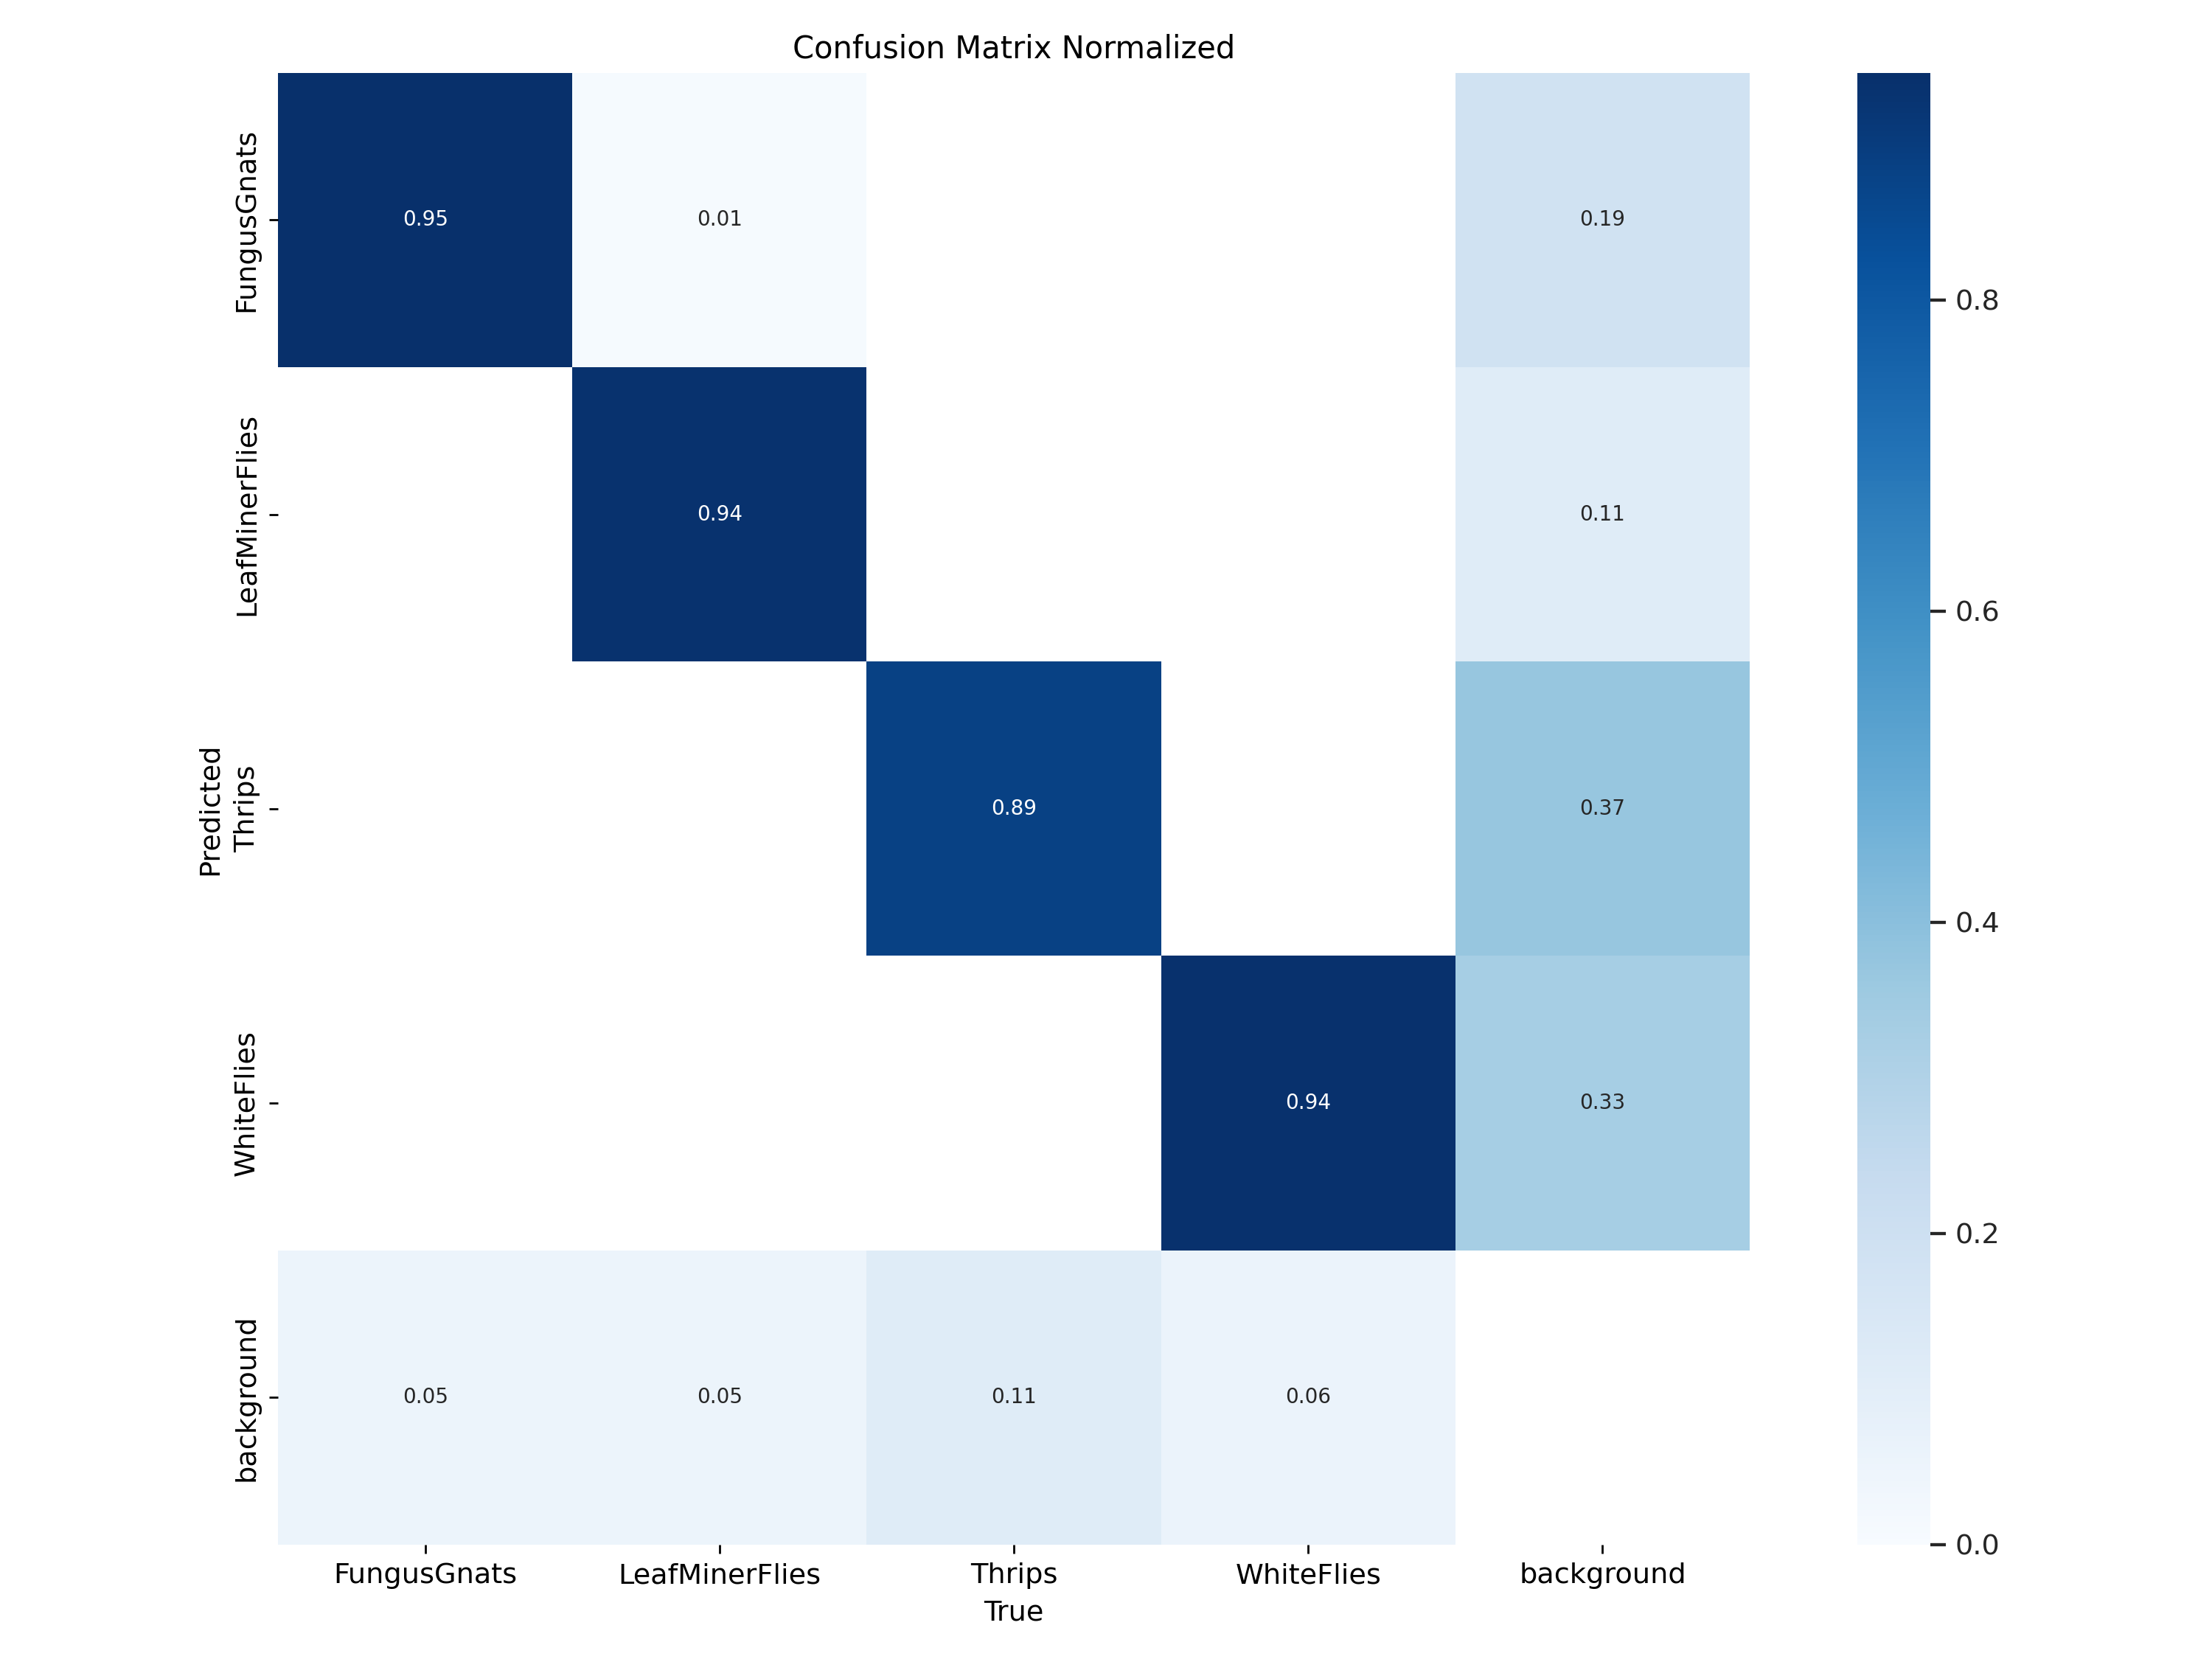 Confusion Matrix Normalized
FungusGnats
0.95
0.01
0.19
LeafMinerFlies
0.94
0.11
Predicted
Thrips
0.89
0.37
WhiteFlies
0.94
0.33
background
0.05
0.05
0.11
0.06
FungusGnats
LeafMinerFlies
Thrips
WhiteFlies
background
True
0.8
0.6
0.4
0.2
0.0